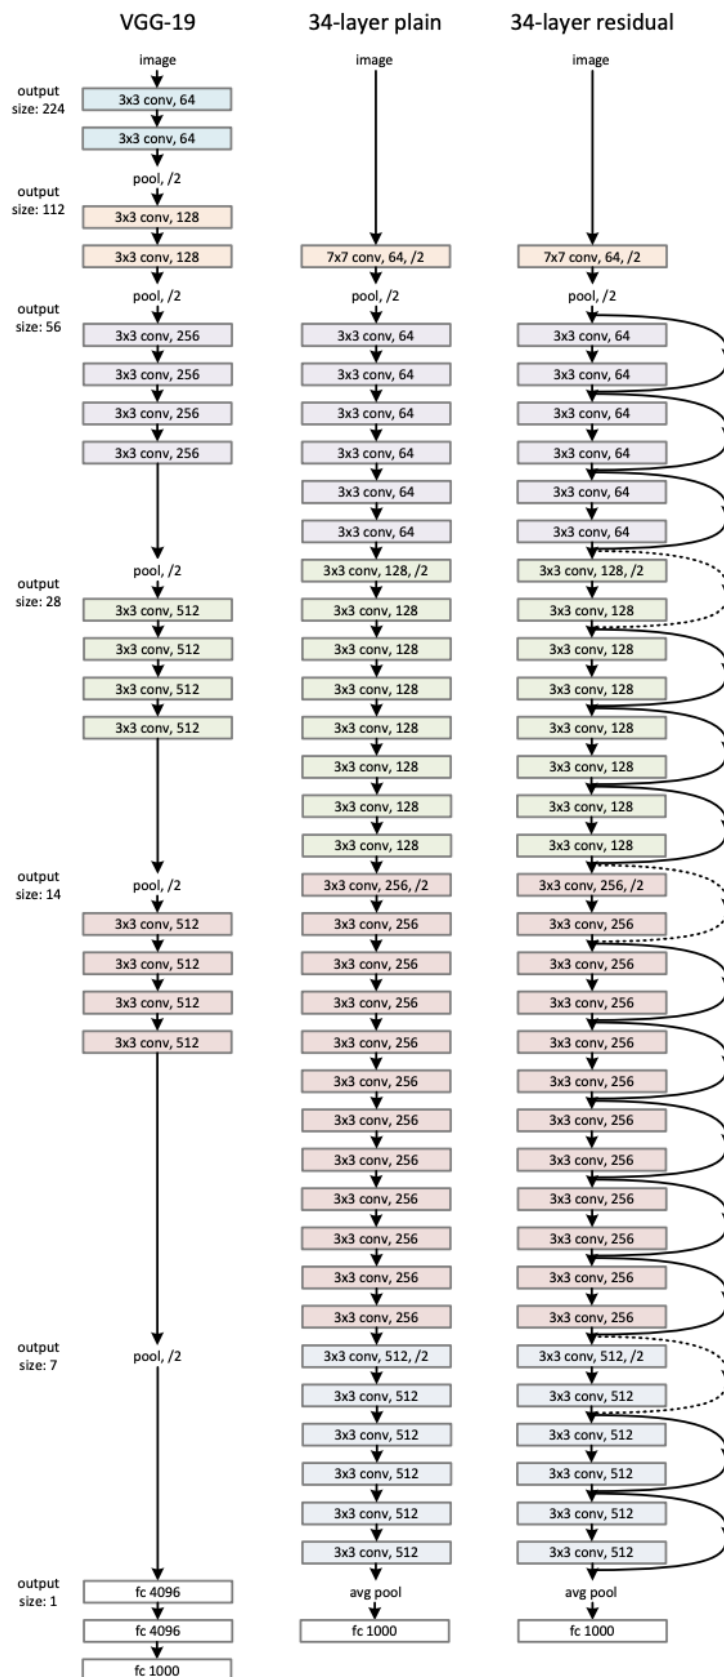 VGG-19
image
output
size: 224
3x3 conv, 64
3x3 conv, 64
pool, /2
output
size: 112
3x3 conv, 128
3x3 conv, 128
pool, /2
output
size: 56
3x3 conv, 256
3x3 conv, 256
3x3 conv, 256
3x3 conv, 256
pool, /2
output
size: 28
3x3 conv, 512
3x3 conv, 512
3x3 conv, 512
3x3 conv, 512
pool, /2
output
size: 14
3x3 conv, 512
3x3 conv, 512
3x3 conv, 512
3x3 conv, 512
output
size: 7
pool, /2
output
size: 1
fc 4096
fc 4096
fc 1000
34-layer plain
image
7x7 conv, 64, /2
pool, /2
3x3 conv, 64
3x3 conv, 64
3x3 conv, 64
3x3 conv, 64
3x3 conv, 64
3x3 conv, 64
3x3 conv, 128, /2
3x3 conv, 128
3x3 conv, 128
3x3 conv, 128
3x3 conv, 128
3x3 conv, 128
3x3 conv, 128
3x3 conv, 128
3x3 conv, 256, /2
3x3 conv, 256
3x3 conv, 256
3x3 conv, 256
3x3 conv, 256
3x3 conv, 256
3x3 conv, 256
3x3 conv, 256
3x3 conv, 256
3x3 conv, 256
3x3 conv, 256
3x3 conv, 256
3x3 conv, 512, /2
3x3 conv, 512
3x3 conv, 512
3x3 conv, 512
3x3 conv, 512
3x3 conv, 512
avg pool
fc 1000
34-layer residual
image
7x7 conv, 64, /2
pool, /2
3x3 conv, 64
3x3 conv, 64
3x3 conv, 64
3x3 conv, 64
3x3 conv, 64
3x3 conv, 64
3x3 conv, 128, /2
3x3 conv, 128
3x3 conv, 128
3x3 conv, 128
3x3 conv, 128
3x3 conv, 128
3x3 conv, 128
3x3 conv, 128
3x3 conv, 256, /2
3x3 conv, 256
3x3 conv, 256
3x3 conv, 256
3x3 conv, 256
3x3 conv, 256
3x3 conv, 256
3x3 conv, 256
3x3 conv, 256
3x3 conv, 256
3x3 conv, 256
3x3 conv, 256
3x3 conv, 512, /2
3x3 conv, 512
3x3 conv, 512
3x3 conv, 512
3x3 conv, 512
3x3 conv, 512
avg pool
fc 1000